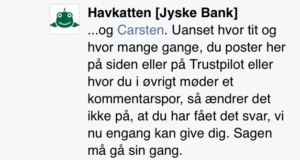 Havkatten [Jyske Bank]
...og Carsten. Uanset hvor tit og
hvor mange gange, du poster her
på siden eller på Trustpilot eller
hvor du i øvrigt møder et
kommentarspor, så ændrer det
ikke på, at du har fået det svar, vi
nu engang kan give dig. Sagen
må gå sin gang.